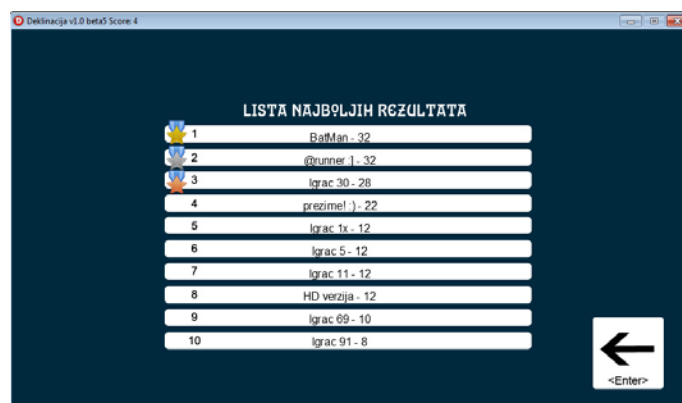 Deklinacija v1.0 beta5 Score: 4
LISTA NAJBOLJIH REZULTATA
1 BatMan - 32
2 @runner :] - 32
3 Igrac 30 - 28
4 prezime! :) - 22
5 Igrac 1x - 12
6 Igrac 5 - 12
7 Igrac 11 - 12
8 HD verzija - 12
9 Igrac 69 - 10
10 Igrac 91 - 8
<Enter>